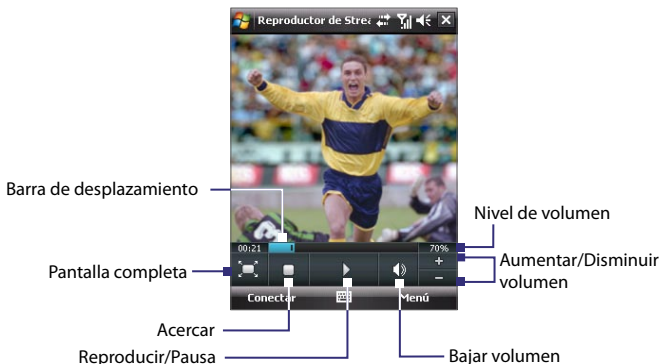 Reproductor de Strea
Barra de desplazamiento
Nivel de volumen
00:21
70%
+
Aumentar/Disminuir
volumen
Pantalla completa
−
Conectar
Menú
Acercar
Reproducir/Pausa
Bajar volumen